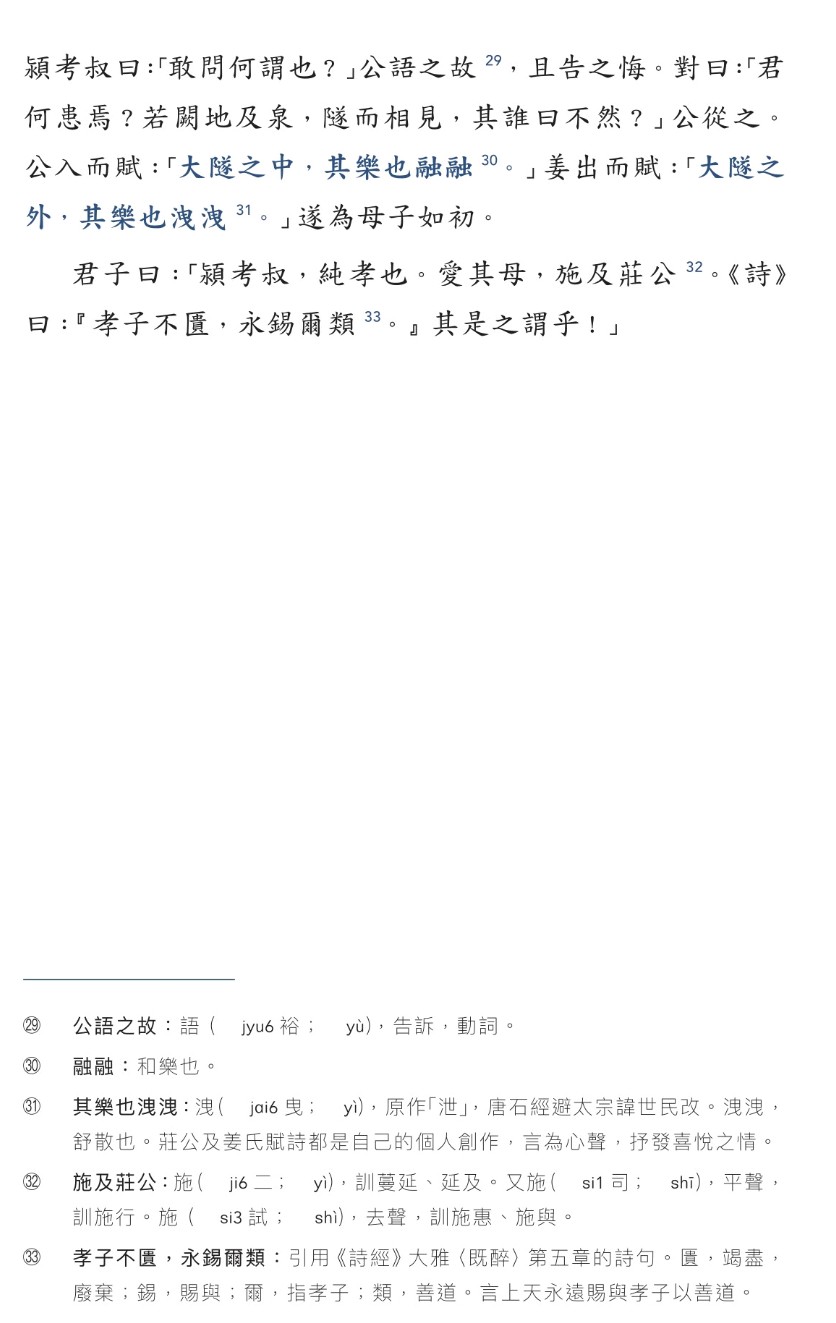 潁考叔曰：「敢問何謂也？」公語之故 29，且告之悔。對曰：「君
何患焉？若闕地及泉，隧而相見，其誰曰不然？」公從之。
公入而賦：「大隧之中，其樂也融融 30。」姜出而賦：「大隧之
外，其樂也洩洩 31。」遂為母子如初。
君子曰：「潁考叔，純孝也。愛其母，施及莊公 32。《詩》
曰：『孝子不匱，永錫爾類 33。』其是之謂乎！」
㉙ 公語之故：語（ jyu6 裕； yù），告訴，動詞。
㉚ 融融：和樂也。
㉛ 其樂也洩洩：洩（ jai6 曳； yì），原作「泄」，唐石經避太宗諱世民改。洩洩，
舒散也。莊公及姜氏賦詩都是自己的個人創作，言為心聲，抒發喜悅之情。
㉜ 施及莊公：施（ ji6 二； yì），訓蔓延、延及。又施（ si1 司； shī），平聲，
訓施行。施（ si3 試； shì），去聲，訓施惠、施與。
㉝ 孝子不匱，永錫爾類：引用《詩經》大雅〈既醉〉第五章的詩句。匱，竭盡，
廢棄；錫，賜與；爾，指孝子；類，善道。言上天永遠賜與孝子以善道。